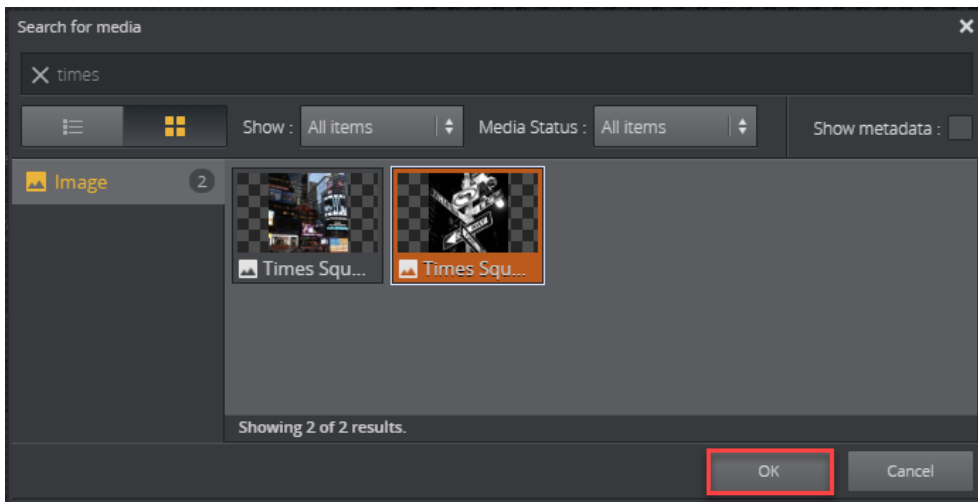 Search for media
times
Show : All items Media Status : All items Show metadata :
Image 2
Times Squ... Times Squ...
Showing 2 of 2 results.
OK Cancel